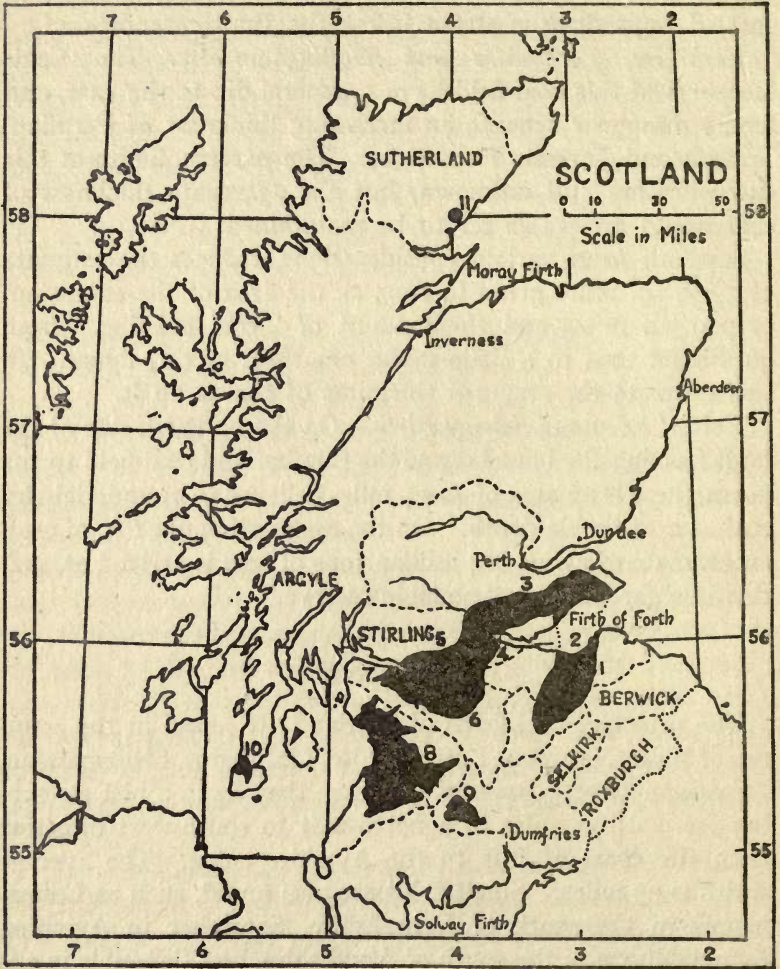 7
6
5
4
3
2
SUTHERLAND
SCOTLAND
11
0 10 30 50
58
Scale in Miles
58
Moray Firth
Inverness
Aberdeen
57
57
Dundee
Perth
3
ARGYLE
Firth of Forth
STIRLING
5
2
56
4
56
1
7
BERWICK
6
SELKIRK
ROXBURGH
10
8
9
Dumfries
55
55
Solway Firth
7
6
5
4
3
2